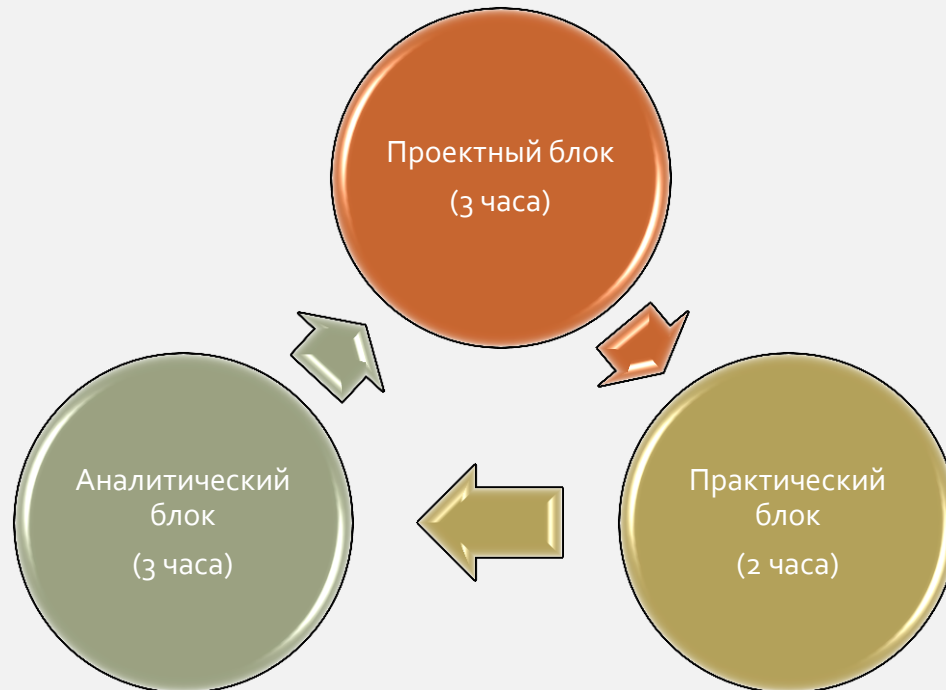 Проектный блок
(3 часа)
Аналитический
блок
(3 часа)
Практический
блок
(2 часа)